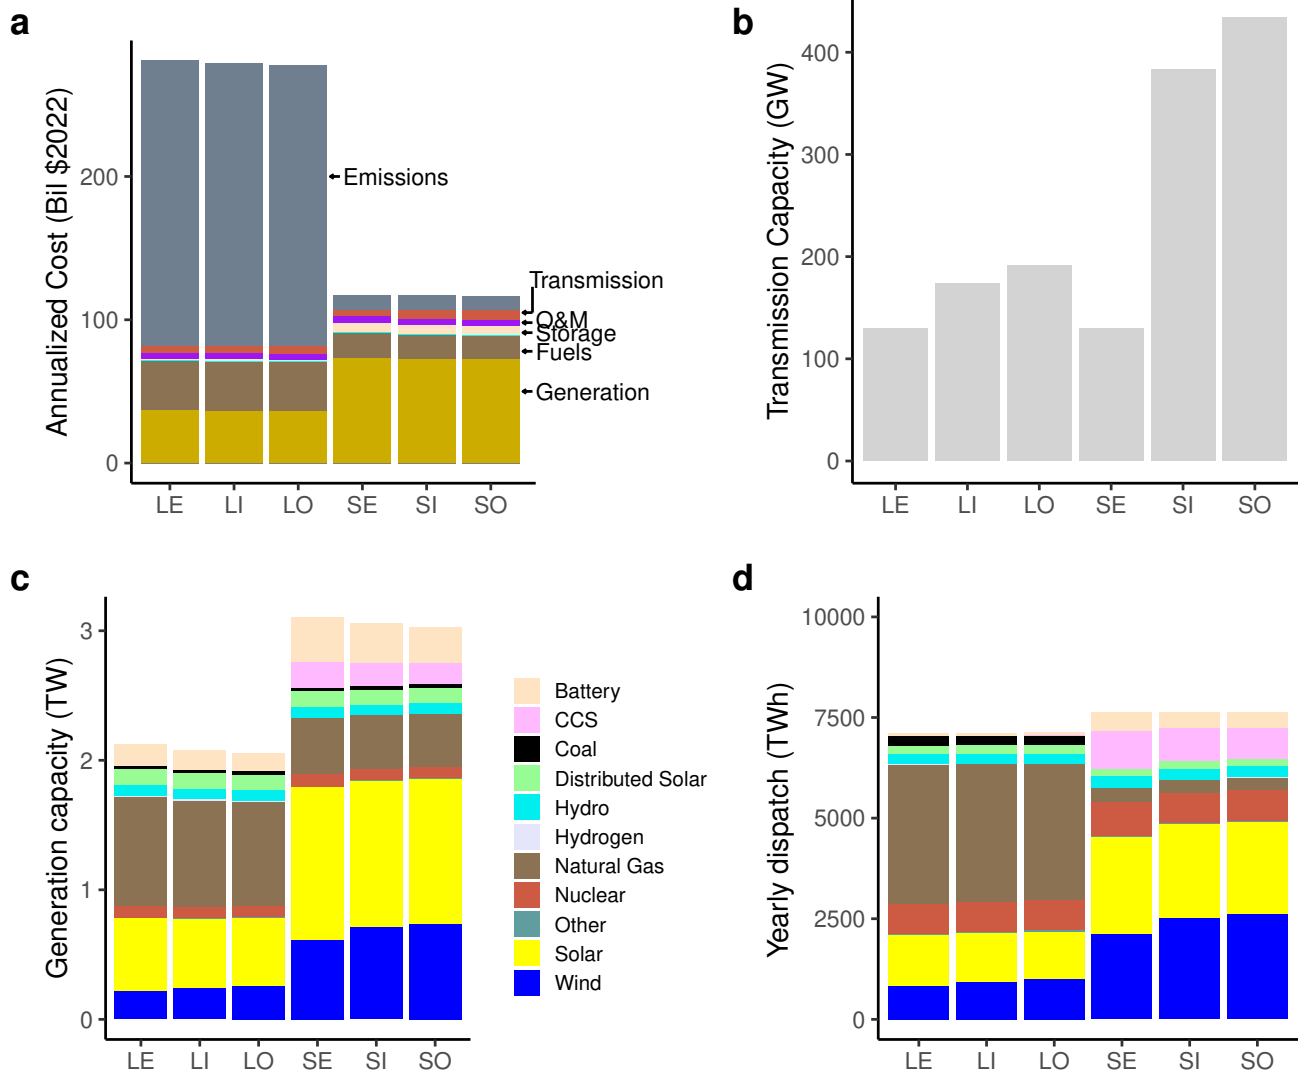 a
Annualized Cost (Bil $2022)
200
100
0
Emissions
Transmission
O&M
Storage
Fuels
Generation
LE LI LO SE SI SO
b
Transmission Capacity (GW)
400
300
200
100
0
LE LI LO SE SI SO
c
Generation capacity (TW)
3
2
1
0
LE LI LO SE SI SO
Battery
CCS
Coal
Distributed Solar
Hydro
Hydrogen
Natural Gas
Nuclear
Other
Solar
Wind
d
Yearly dispatch (TWh)
10000
7500
5000
2500
0
LE LI LO SE SI SO